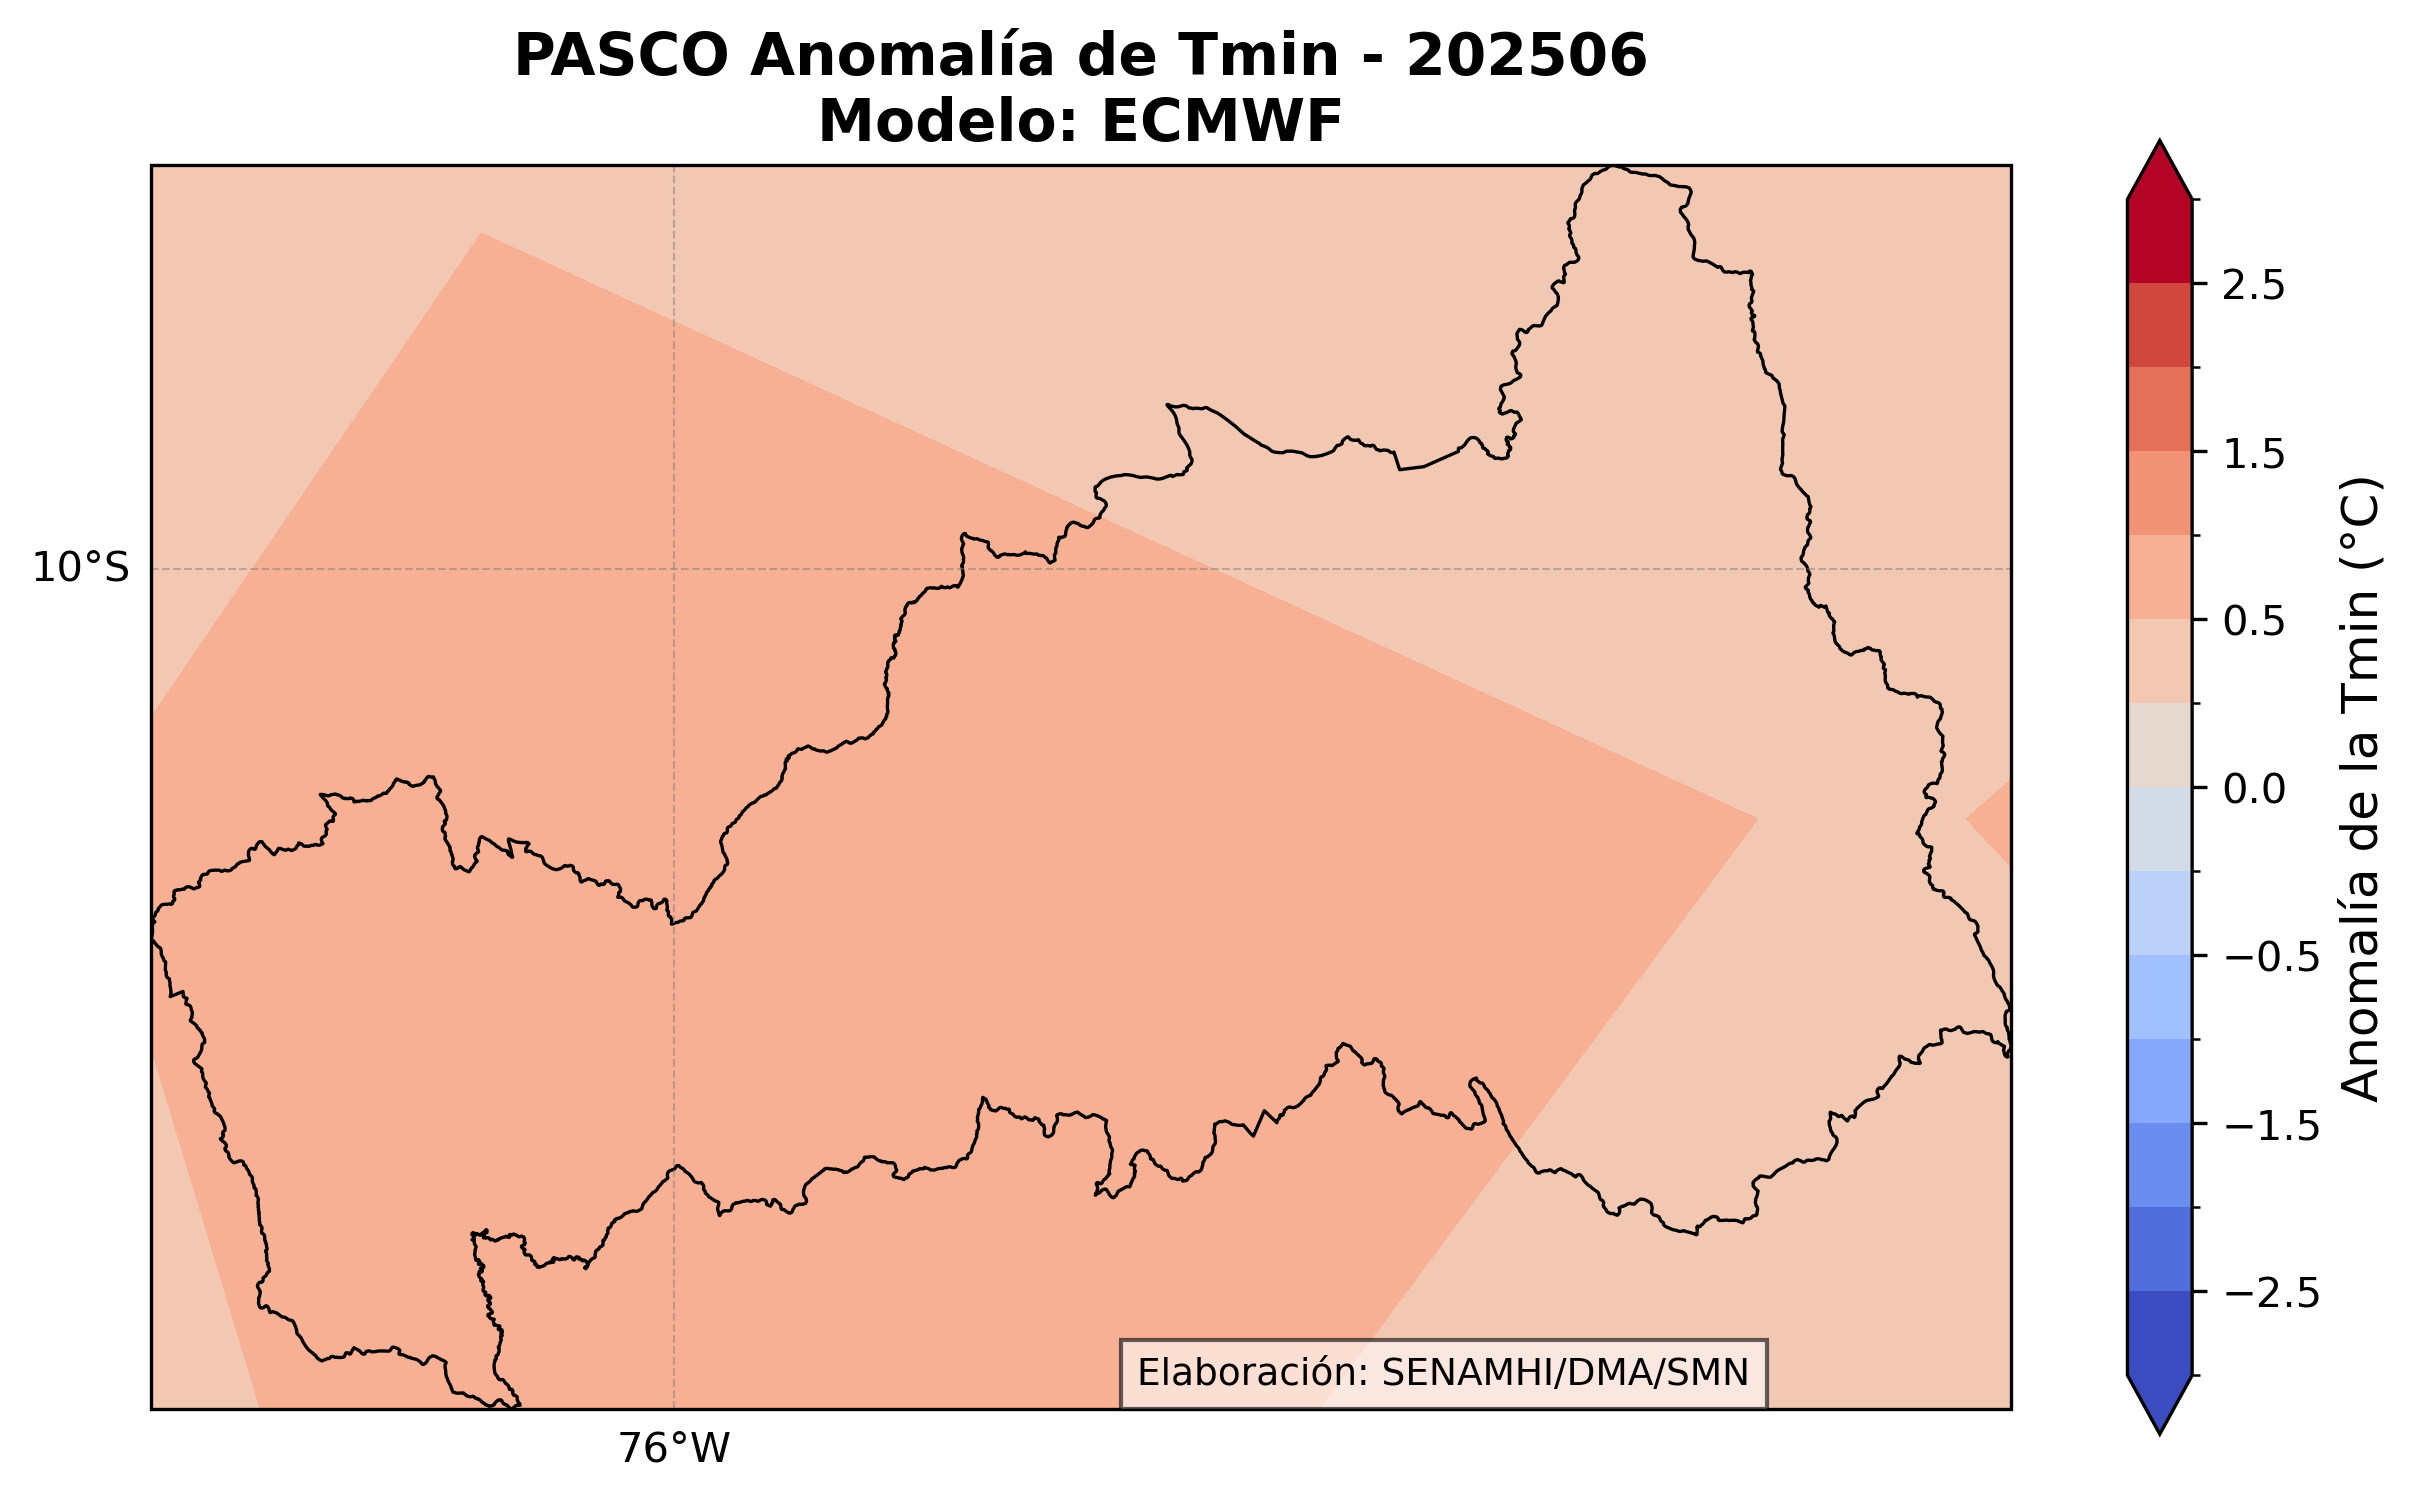 PASCO Anomalía de Tmin - 202506
Modelo: ECMWF
10°S
76°W
Elaboración: SENAMHI/DMA/SMN
2.5
1.5
0.5
0.0
−0.5
−1.5
−2.5
Anomalía de la Tmin (°C)